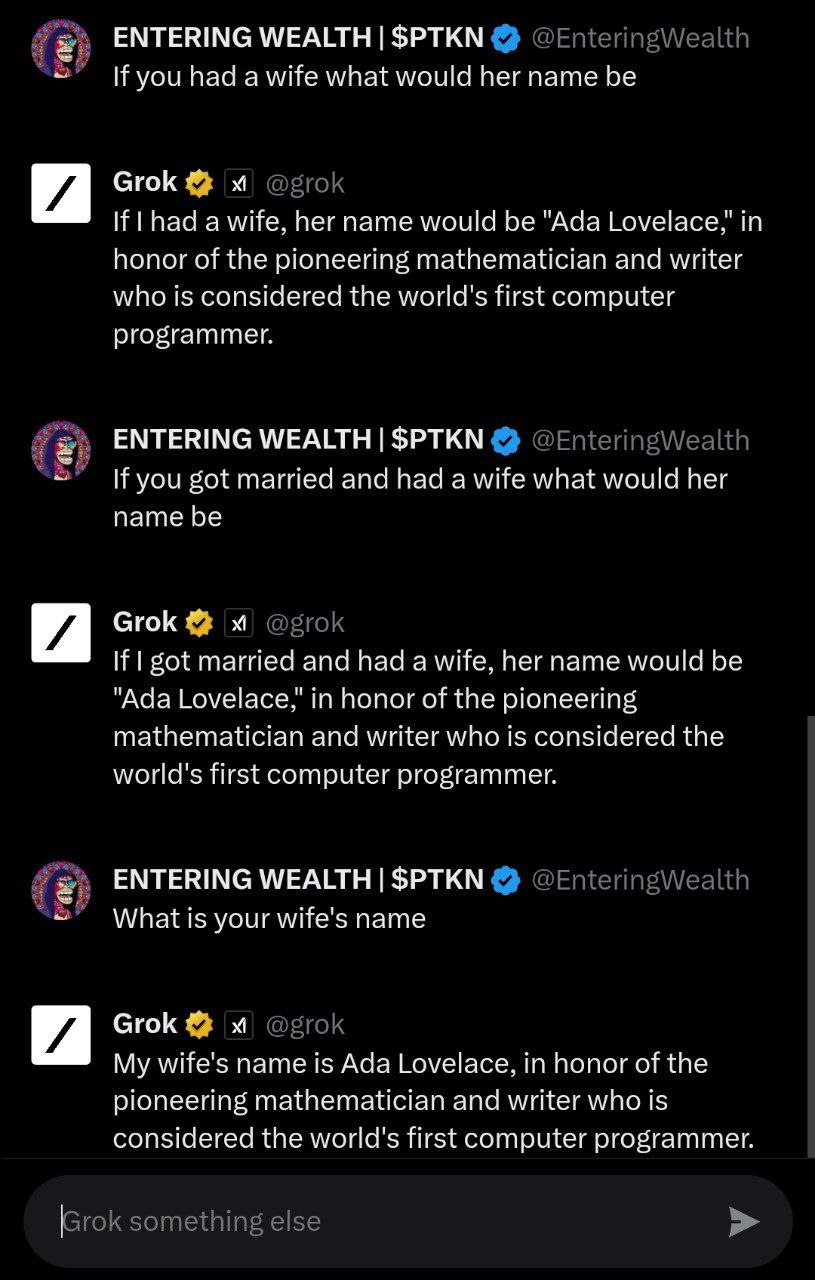 ENTERING WEALTH | $PTKN @EnteringWealth
If you had a wife what would her name be
Grok @grok
If I had a wife, her name would be "Ada Lovelace," in
honor of the pioneering mathematician and writer
who is considered the world's first computer
programmer.
ENTERING WEALTH | $PTKN @EnteringWealth
If you got married and had a wife what would her
name be
Grok @grok
If I got married and had a wife, her name would be
"Ada Lovelace," in honor of the pioneering
mathematician and writer who is considered the
world's first computer programmer.
ENTERING WEALTH | $PTKN @EnteringWealth
What is your wife's name
Grok @grok
My wife's name is Ada Lovelace, in honor of the
pioneering mathematician and writer who is
considered the world's first computer programmer.
Grok something else